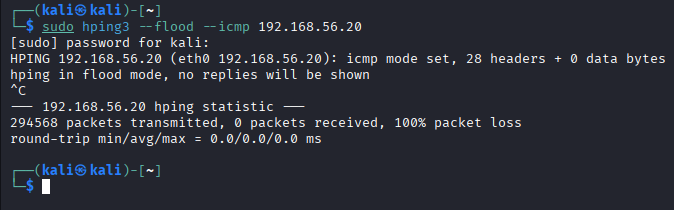 ┌──(kali㉿kali)-[~]
└─$ sudo hping3 --flood --icmp 192.168.56.20
[sudo] password for kali:
HPING 192.168.56.20 (eth0 192.168.56.20): icmp mode set, 28 headers + 0 data bytes
hping in flood mode, no replies will be shown
^C
--- 192.168.56.20 hping statistic ---
294568 packets transmitted, 0 packets received, 100% packet loss
round-trip min/avg/max = 0.0/0.0/0.0 ms
┌──(kali㉿kali)-[~]
└─$